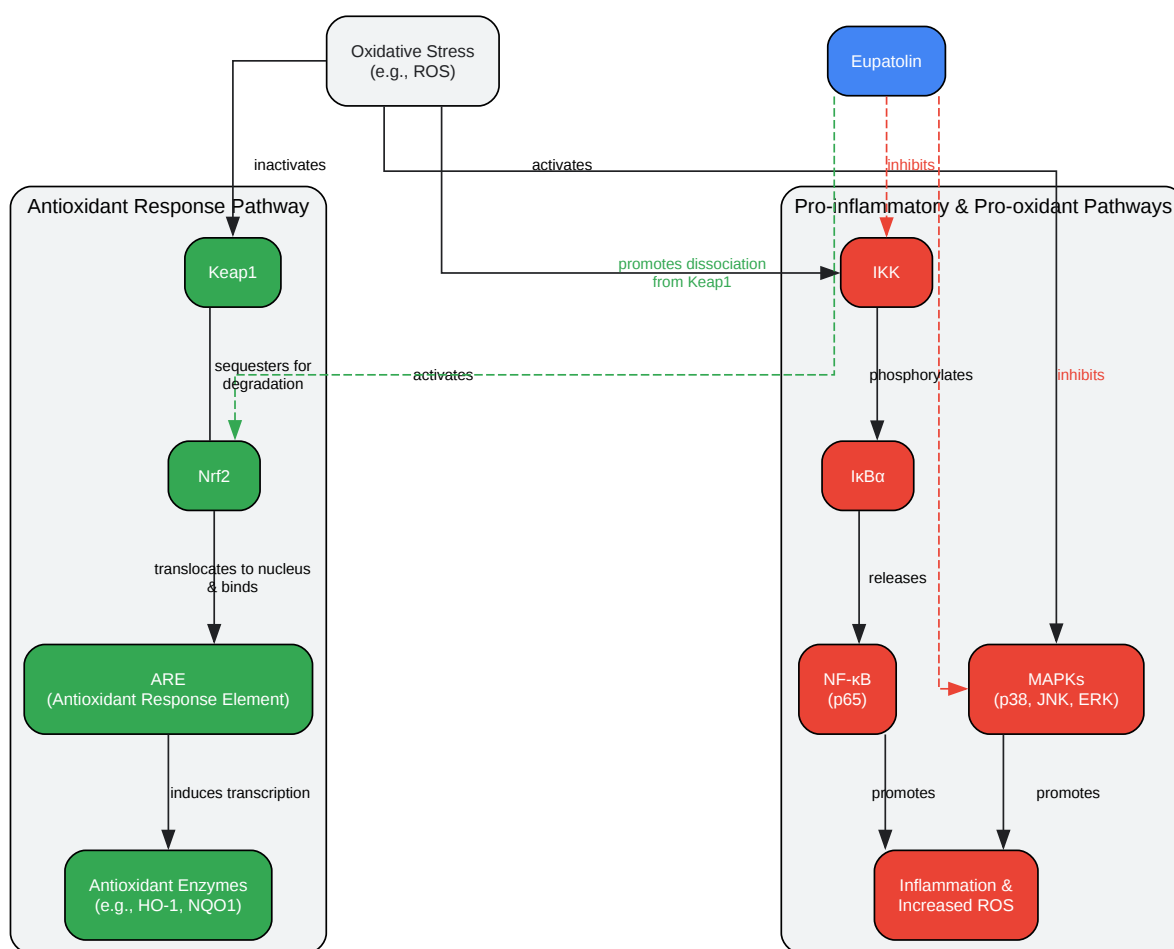 Oxidative Stress
(e.g., ROS)
Eupatolin
inactivates
activates
inhibits
Antioxidant Response Pathway
Pro-inflammatory & Pro-oxidant Pathways
Keap1
promotes dissociation
from Keap1
IKK
sequesters for
degradation
activates
phosphorylates
inhibits
Nrf2
IκBα
translocates to nucleus
& binds
releases
ARE
(Antioxidant Response Element)
NF-κB
(p65)
MAPKs
(p38, JNK, ERK)
induces transcription
promotes
promotes
Antioxidant Enzymes
(e.g., HO-1, NQO1)
Inflammation &
Increased ROS